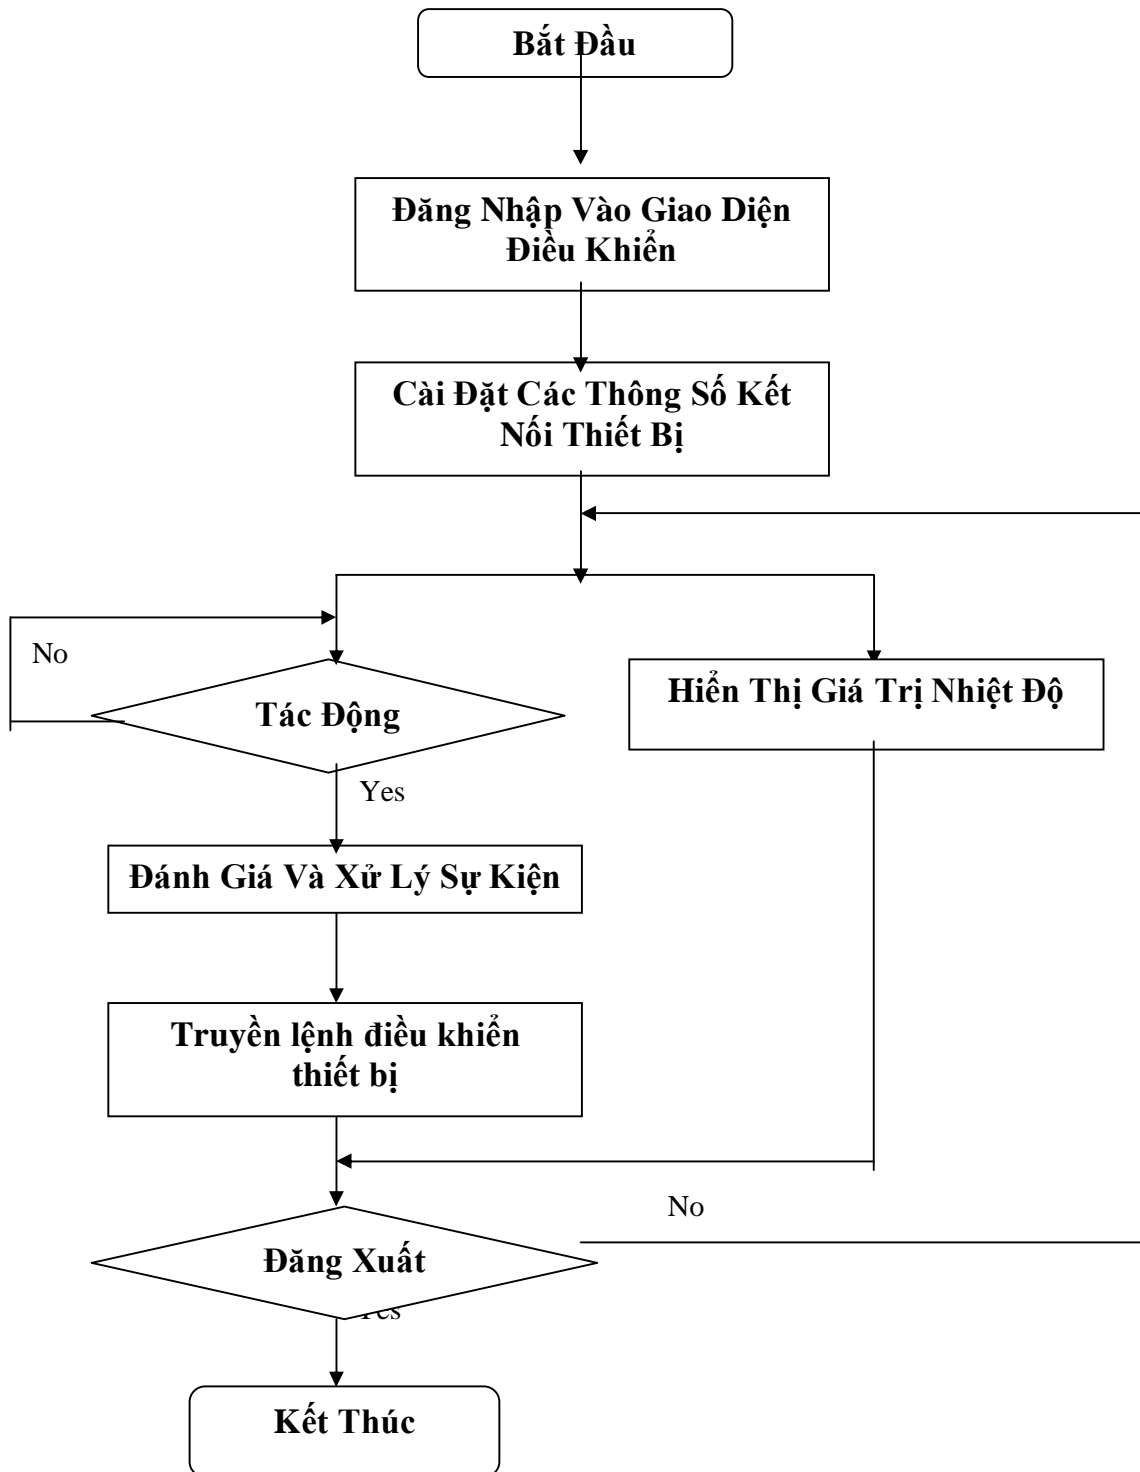 Bắt Đầu
Đăng Nhập Vào Giao Diện
Điều Khiển
Cài Đặt Các Thông Số Kết
Nối Thiết Bị
No
Tác Động
Hiển Thị Giá Trị Nhiệt Độ
Yes
Đánh Giá Và Xử Lý Sự Kiện
Truyền lệnh điều khiển
thiết bị
No
Đăng Xuất
Yes
Kết Thúc